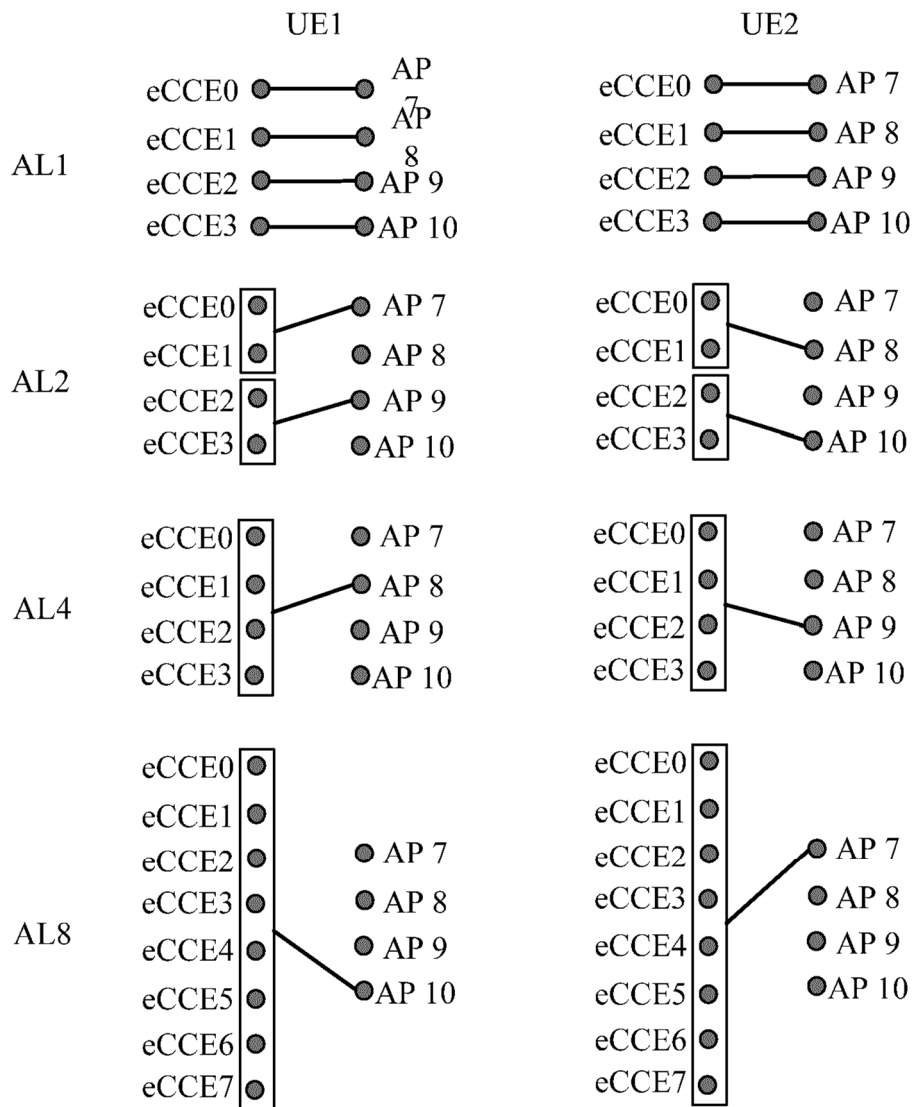 UE1 UE2
AL1
eCCE0 AP 7 eCCE0 AP 7
eCCE1 AP 8 eCCE1 AP 8
eCCE2 AP 9 eCCE2 AP 9
eCCE3 AP 10 eCCE3 AP 10
AL2
eCCE0 AP 7 eCCE0 AP 7
eCCE1 AP 8 eCCE1 AP 8
eCCE2 AP 9 eCCE2 AP 9
eCCE3 AP 10 eCCE3 AP 10
AL4
eCCE0 AP 7 eCCE0 AP 7
eCCE1 AP 8 eCCE1 AP 8
eCCE2 AP 9 eCCE2 AP 9
eCCE3 AP 10 eCCE3 AP 10
AL8
eCCE0 eCCE0
eCCE1 eCCE1
eCCE2 AP 7 eCCE2 AP 7
eCCE3 AP 8 eCCE3 AP 8
eCCE4 AP 9 eCCE4 AP 9
eCCE5 AP 10 eCCE5 AP 10
eCCE6 eCCE6
eCCE7 eCCE7